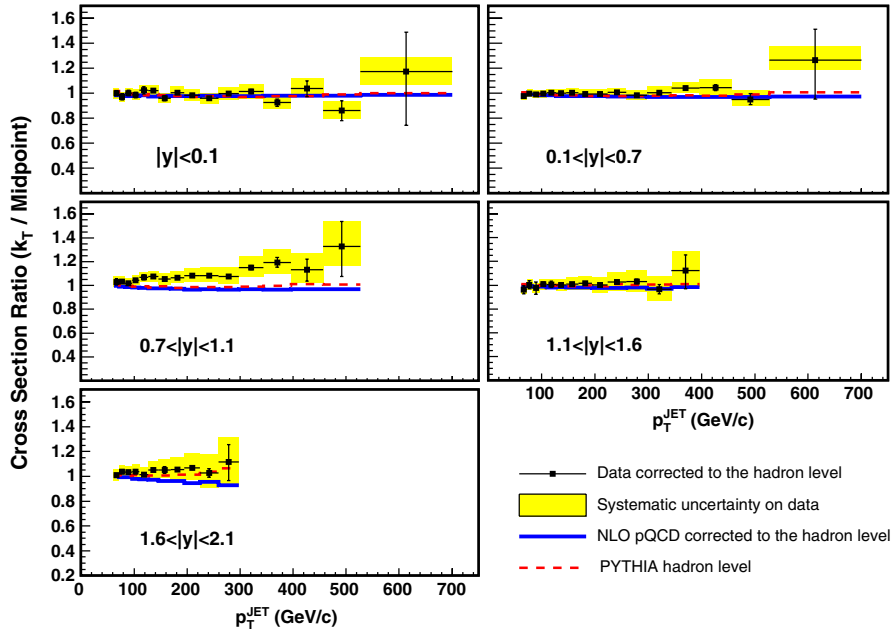 Cross Section Ratio (k_T / Midpoint)
1.6
1.4
1.2
1
0.8
0.6
0.4
|y|<0.1
0.1<|y|<0.7
1.6
1.4
1.2
1
0.8
0.6
0.4
0.7<|y|<1.1
1.1<|y|<1.6
100 200 300 400 500 600 700
p_T^JET (GeV/c)
1.6
1.4
1.2
1
0.8
0.6
0.4
0.2
1.6<|y|<2.1
0 100 200 300 400 500 600 700
p_T^JET (GeV/c)
Data corrected to the hadron level
Systematic uncertainty on data
NLO pQCD corrected to the hadron level
PYTHIA hadron level